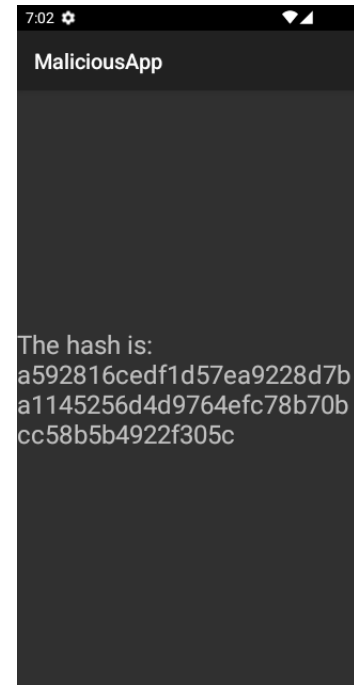 7:02
MaliciousApp
The hash is:
a592816cedf1d57ea9228d7b
a1145256d4d9764efc78b70b
cc58b5b4922f305c